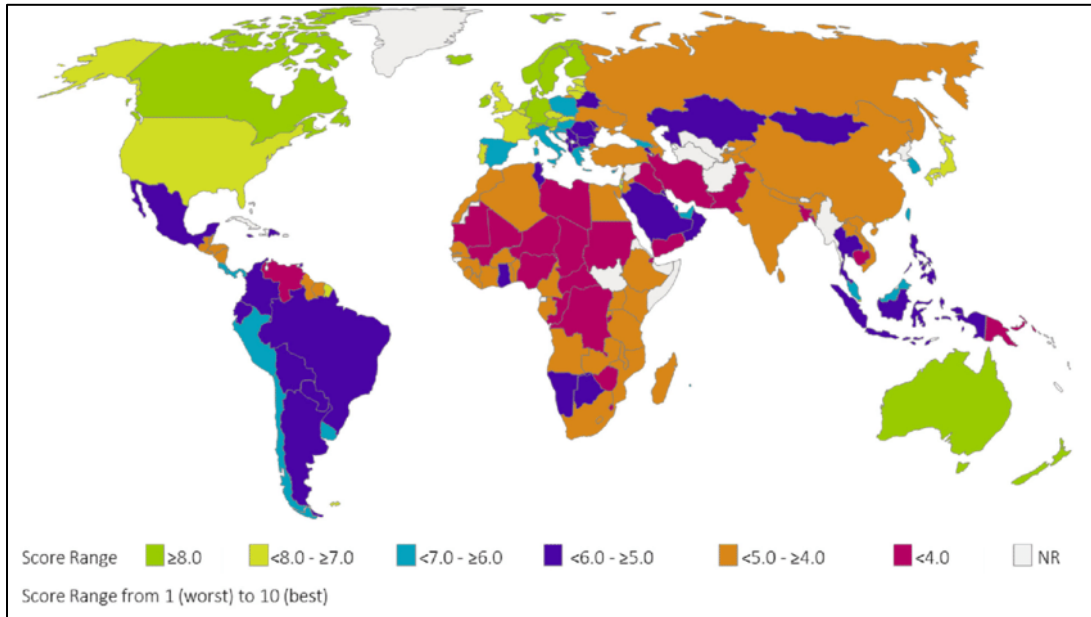 Score Range ≥8.0 <8.0 - ≥7.0 <7.0 - ≥6.0 <6.0 - ≥5.0 <5.0 - ≥4.0 <4.0 NR
Score Range from 1 (worst) to 10 (best)